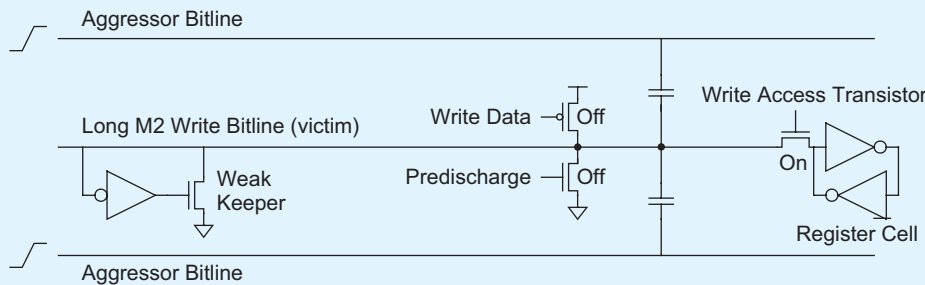 Aggressor Bitline
Write Access Transistor
Write Data
Off
Long M2 Write Bitline (victim)
Weak
Keeper
Predischarge
Off
On
Register Cell
Aggressor Bitline